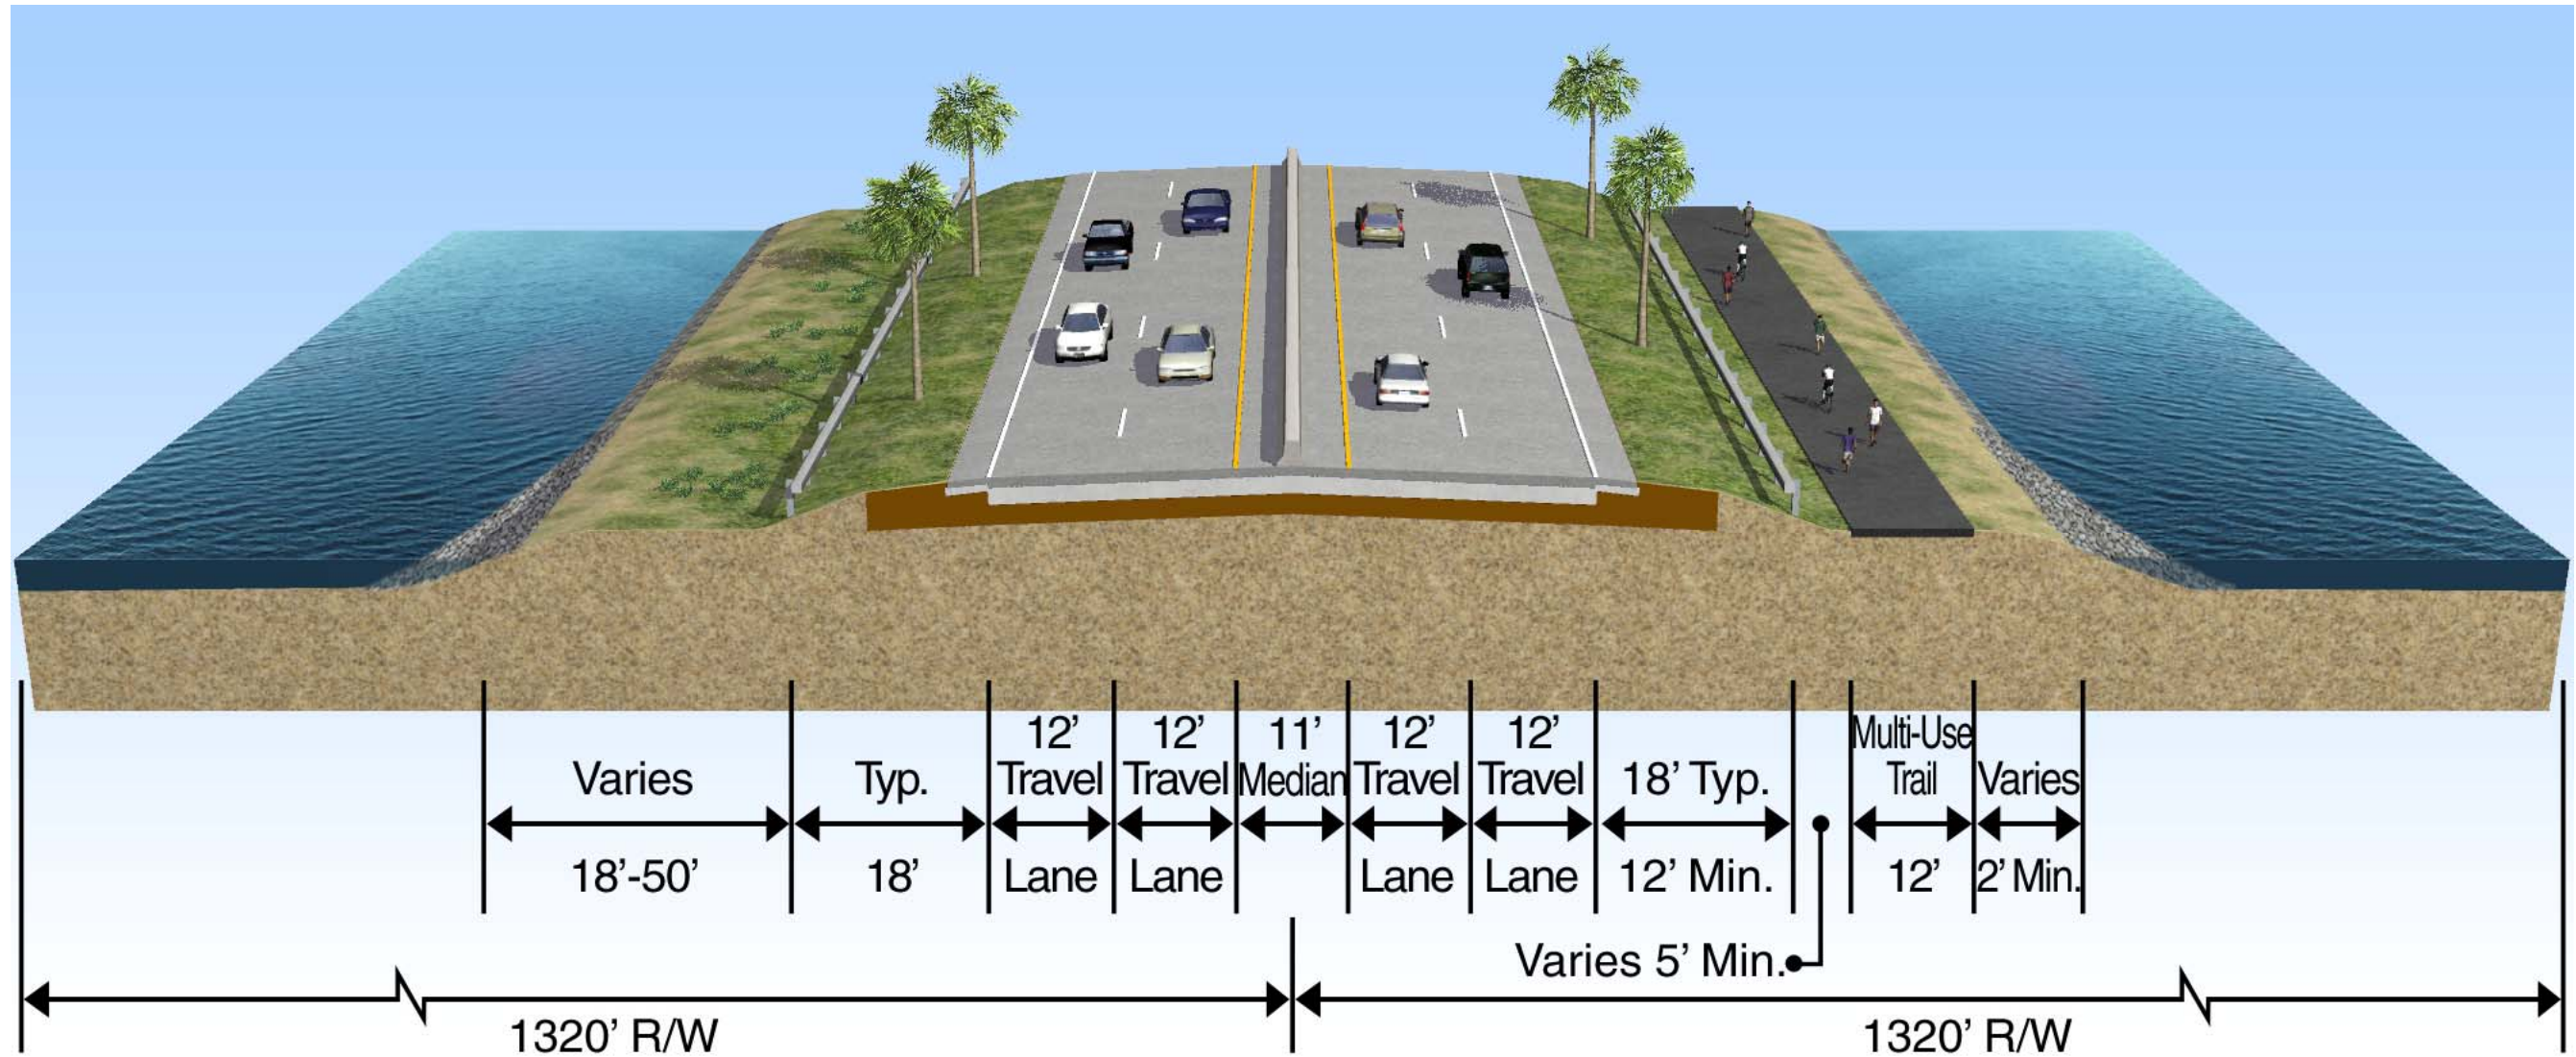 Varies
18’-50’
Typ.
18’
12’
Travel
Lane
12’
Travel
Lane
11’
Median
12’
Travel
Lane
12’
Travel
Lane
18’ Typ.
12’ Min.
Varies 5’ Min.
Multi-Use
Trail
12’
Varies
2’ Min.
1320’ R/W
1320’ R/W